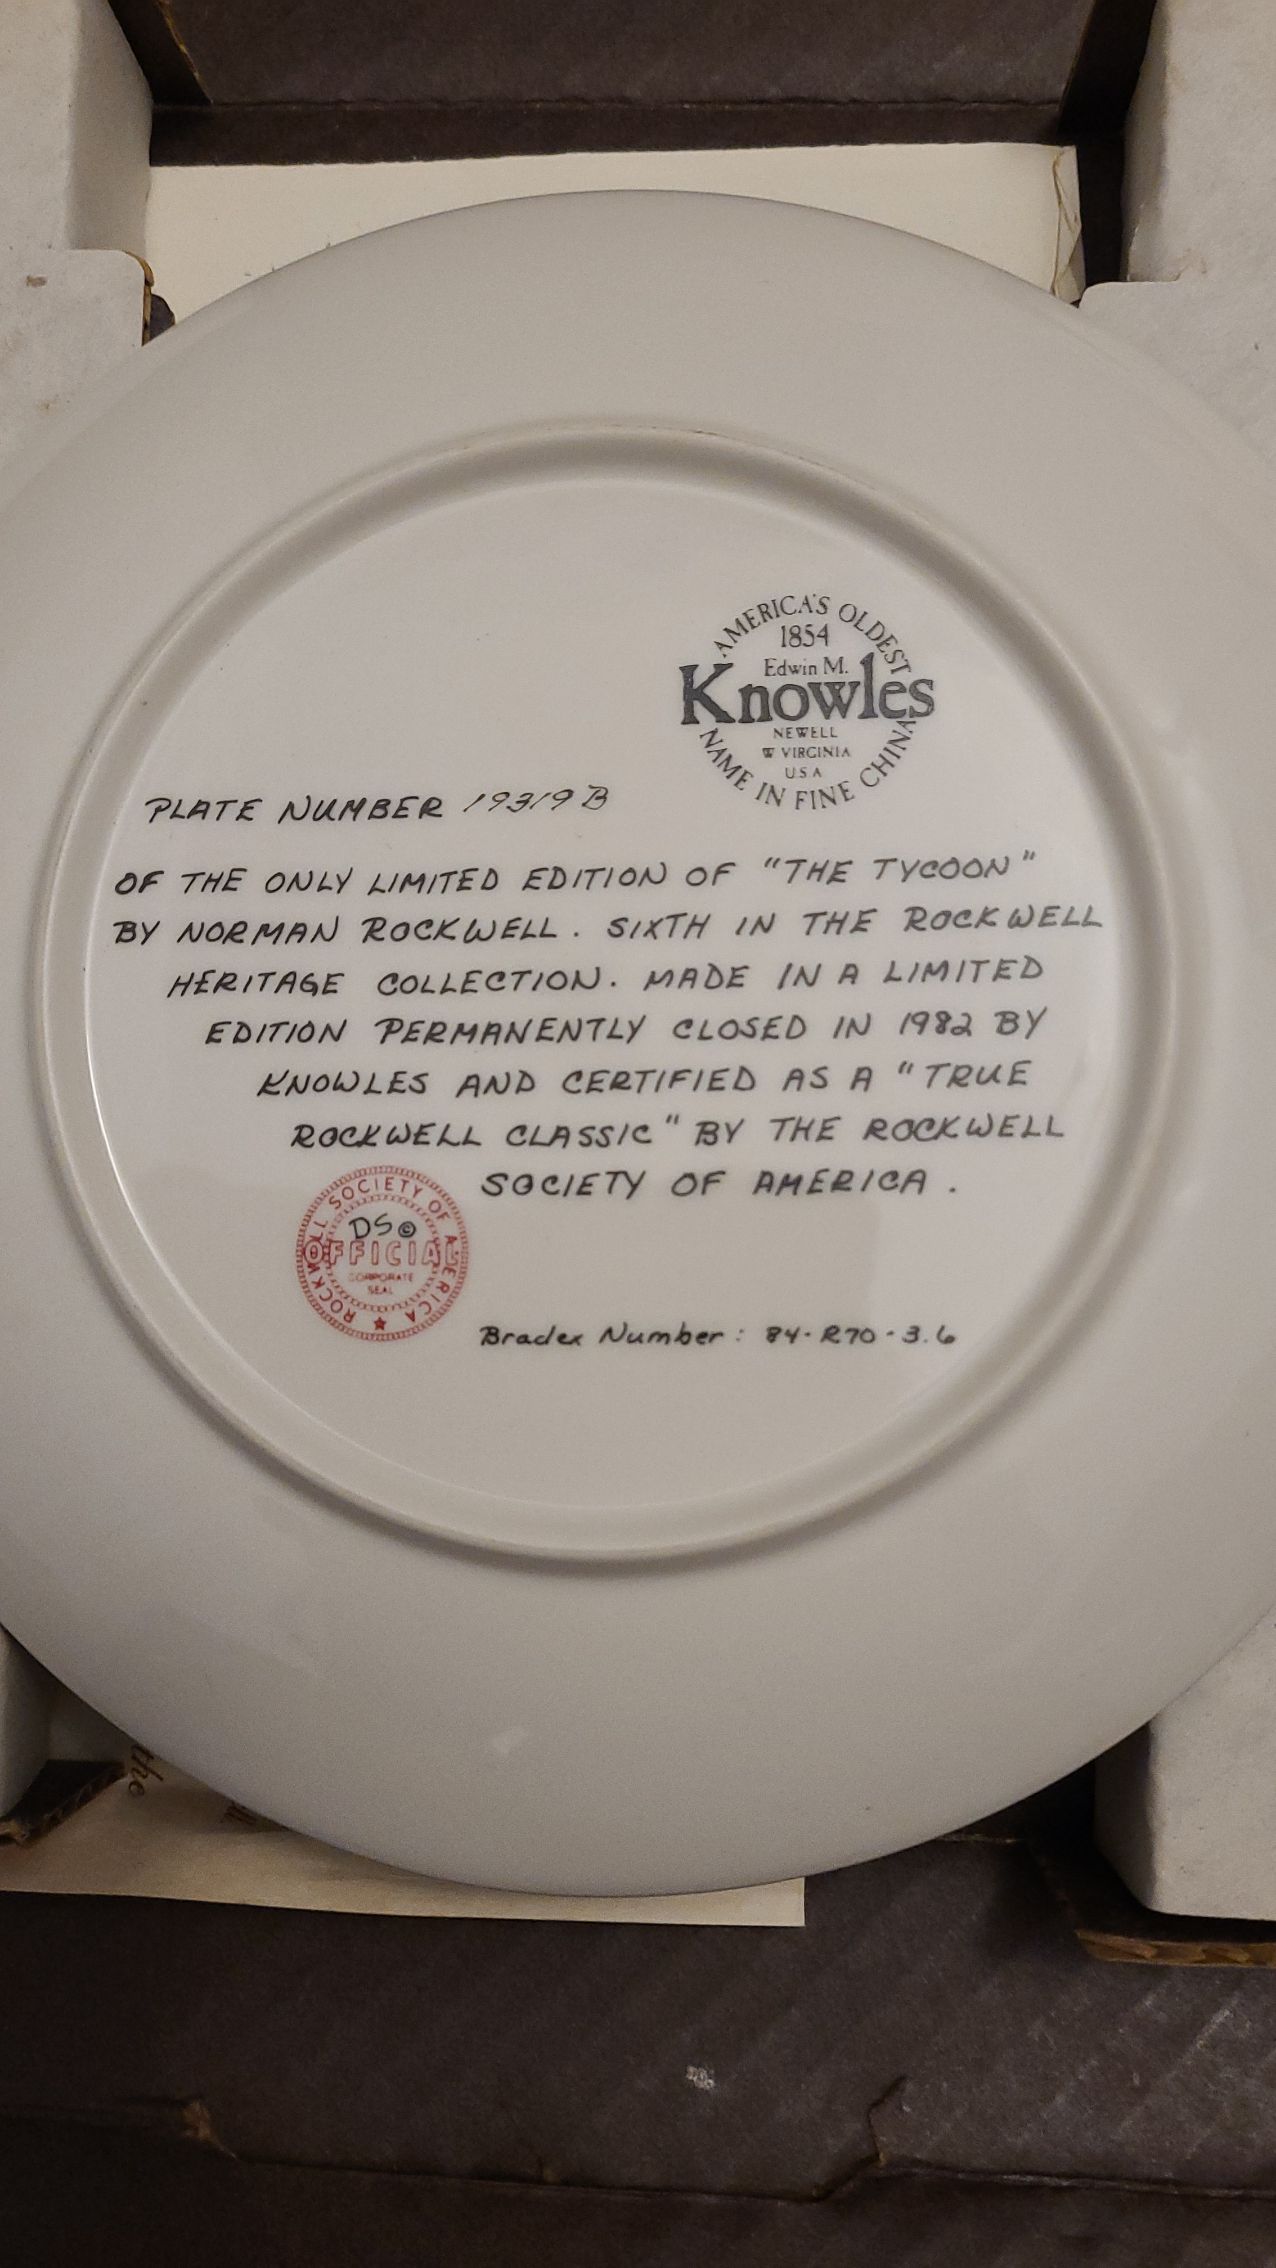 AMERICA'S OLDEST
1854
Edwin M.
Knowles
NEWELL
W VIRGINIA
U.S.A
NAME IN FINE CHINA
PLATE NUMBER 19319 B
OF THE ONLY LIMITED EDITION OF "THE TYCOON"
BY NORMAN ROCKWELL. SIXTH IN THE ROCKWELL
HERITAGE COLLECTION. MADE IN A LIMITED
EDITION PERMANENTLY CLOSED IN 1982 BY
KNOWLES AND CERTIFIED AS A "TRUE
ROCKWELL CLASSIC" BY THE ROCKWELL
SOCIETY OF AMERICA.
ROCKWELL SOCIETY OF AMERICA
DS©
OFFICIAL
CORPORATE
SEAL
Bradex Number: 84-R70-3.6
the